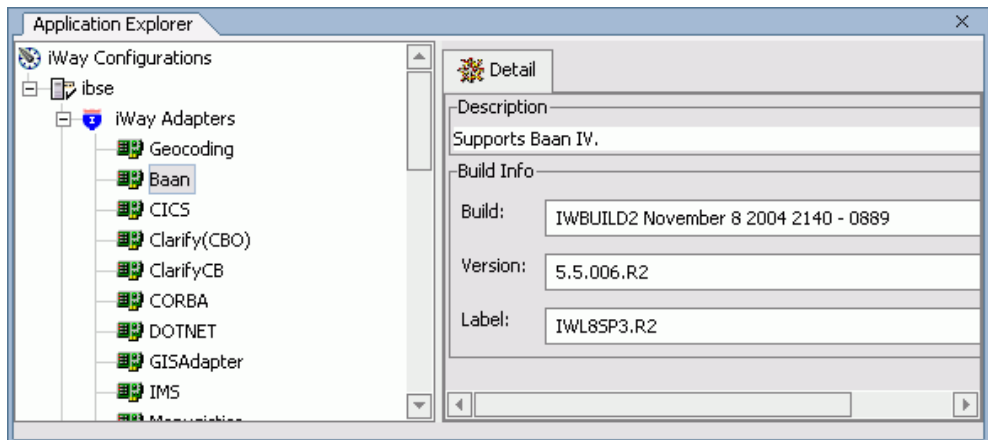 Application Explorer
iWay Configurations
ibse
iWay Adapters
Geocoding
Baan
CICS
Clarify(CBO)
ClarifyCB
CORBA
DOTNET
GISAdapter
IMS
Detail
Description
Supports Baan IV.
Build Info
Build:
IWBUILD2 November 8 2004 2140 - 0889
Version:
5.5.006.R2
Label:
IWL8SP3.R2